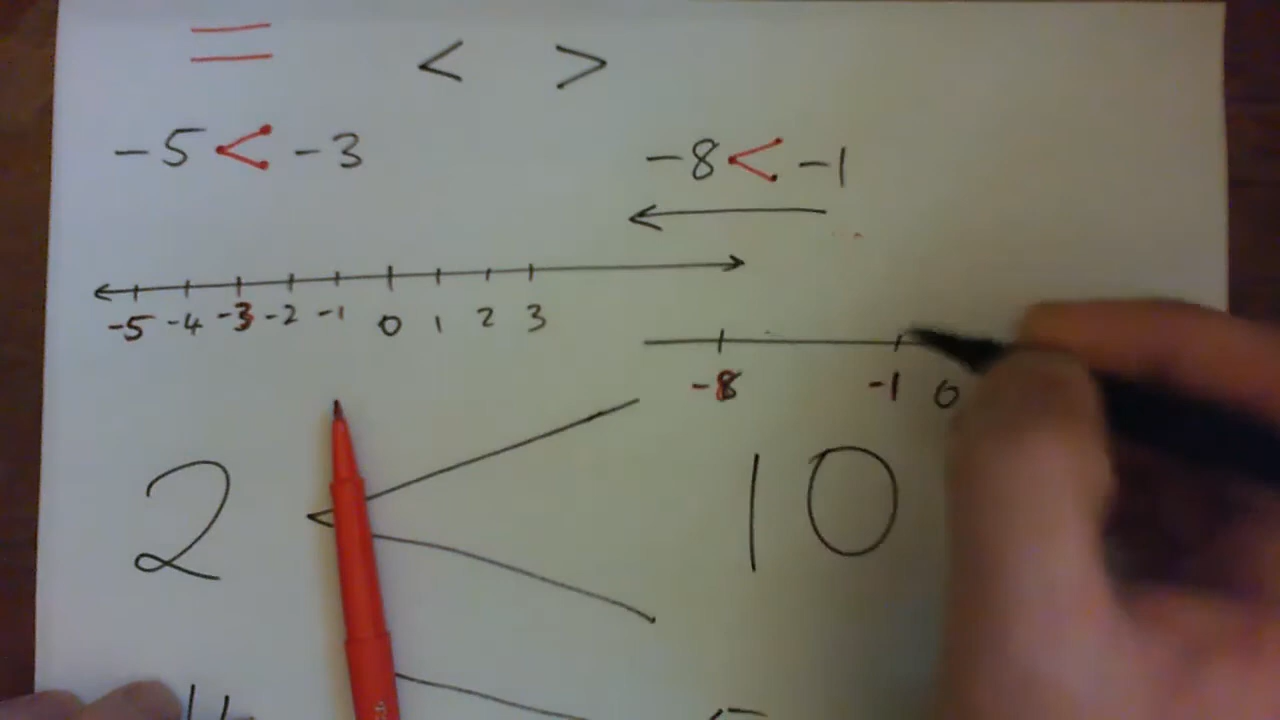 = < >
-5 < -3
-8 < -1
-5 -4 -3 -2 -1 0 1 2 3
-8 -1 0
2 < 10